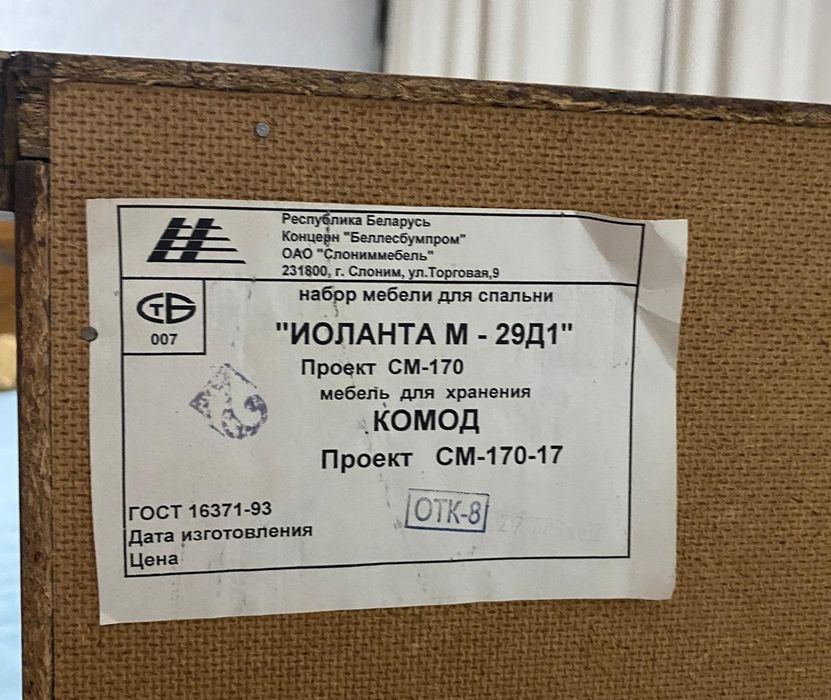 Республика Беларусь
Концерн "Беллесбумпром"
ОАО "Слониммебель"
231800, г. Слоним, ул.Торговая,9
СТБ
007
набор мебели для спальни
"ИОЛАНТА М - 29Д1"
Проект СМ-170
мебель для хранения
КОМОД
Проект СМ-170-17
ГОСТ 16371-93
ОТК-8
Дата изготовления
Цена